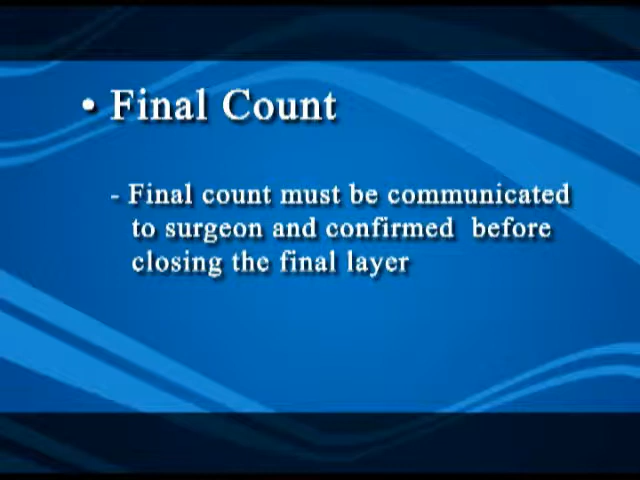 • Final Count
- Final count must be communicated
to surgeon and confirmed before
closing the final layer